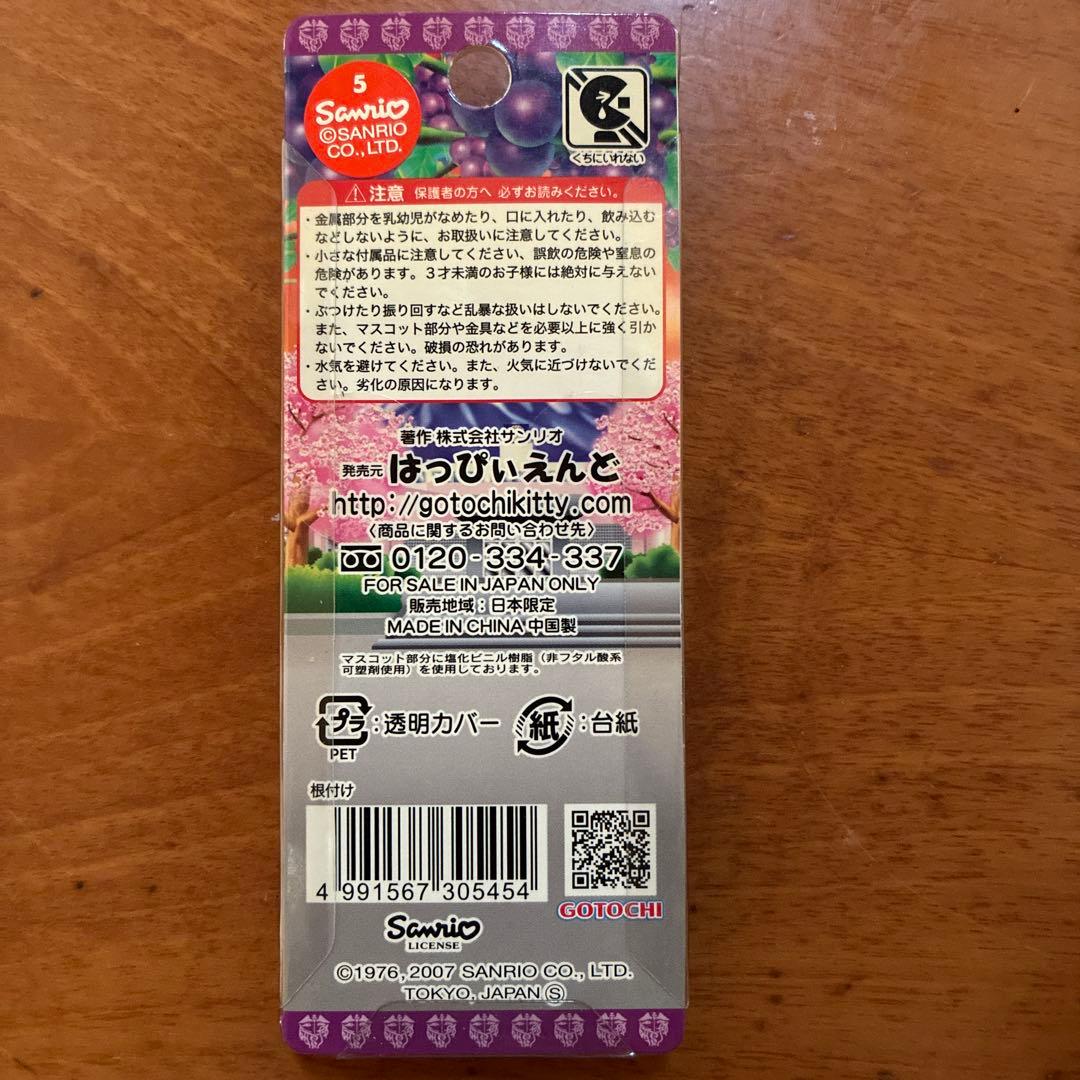 5
Sanrio
©SANRIO
CO., LTD.
くちにいれない
⚠注意 保護者の方へ 必ずお読みください。
・金属部分を乳幼児がなめたり、口に入れたり、飲み込む
などしないように、お取扱いに注意してください。
・小さな付属品に注意してください、誤飲の危険や窒息の
危険があります。3才未満のお子様には絶対に与えない
でください。
・ぶつけたり振り回すなど乱暴な扱いはしないでください。
また、マスコット部分や金具などを必要以上に強く引か
ないでください。破損の恐れがあります。
・水気を避けてください。また、火気に近づけないでくだ
さい。劣化の原因になります。
著作 株式会社サンリオ
発売元 はっぴぃえんど
http://gotochikitty.com
〈商品に関するお問い合わせ先〉
0120-334-337
FOR SALE IN JAPAN ONLY
販売地域：日本限定
MADE IN CHINA 中国製
マスコット部分に塩化ビニル樹脂（非フタル酸系
可塑剤使用）を使用しております。
プラ：透明カバー 紙：台紙
PET
根付け
4 991567 305454
GOTOCHI
Sanrio
LICENSE
©1976, 2007 SANRIO CO., LTD.
TOKYO, JAPAN Ⓢ